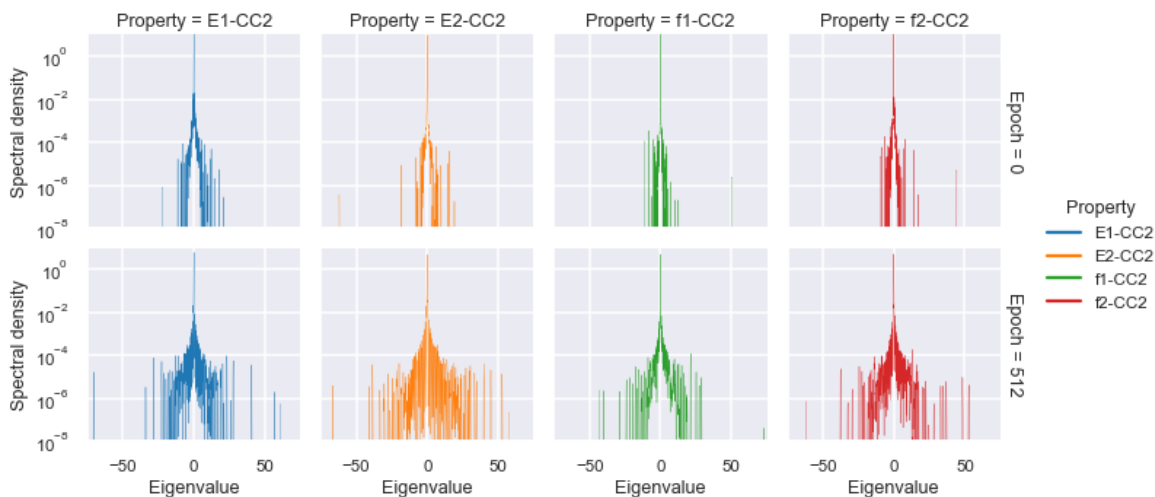 Property = E1-CC2
Property = E2-CC2
Property = f1-CC2
Property = f2-CC2
Spectral density
10⁰
10⁻²
10⁻⁴
10⁻⁶
10⁻⁸
Epoch = 0
Property
E1-CC2
E2-CC2
f1-CC2
f2-CC2
Spectral density
10⁰
10⁻²
10⁻⁴
10⁻⁶
10⁻⁸
Epoch = 512
−50 0 50
−50 0 50
−50 0 50
−50 0 50
Eigenvalue
Eigenvalue
Eigenvalue
Eigenvalue